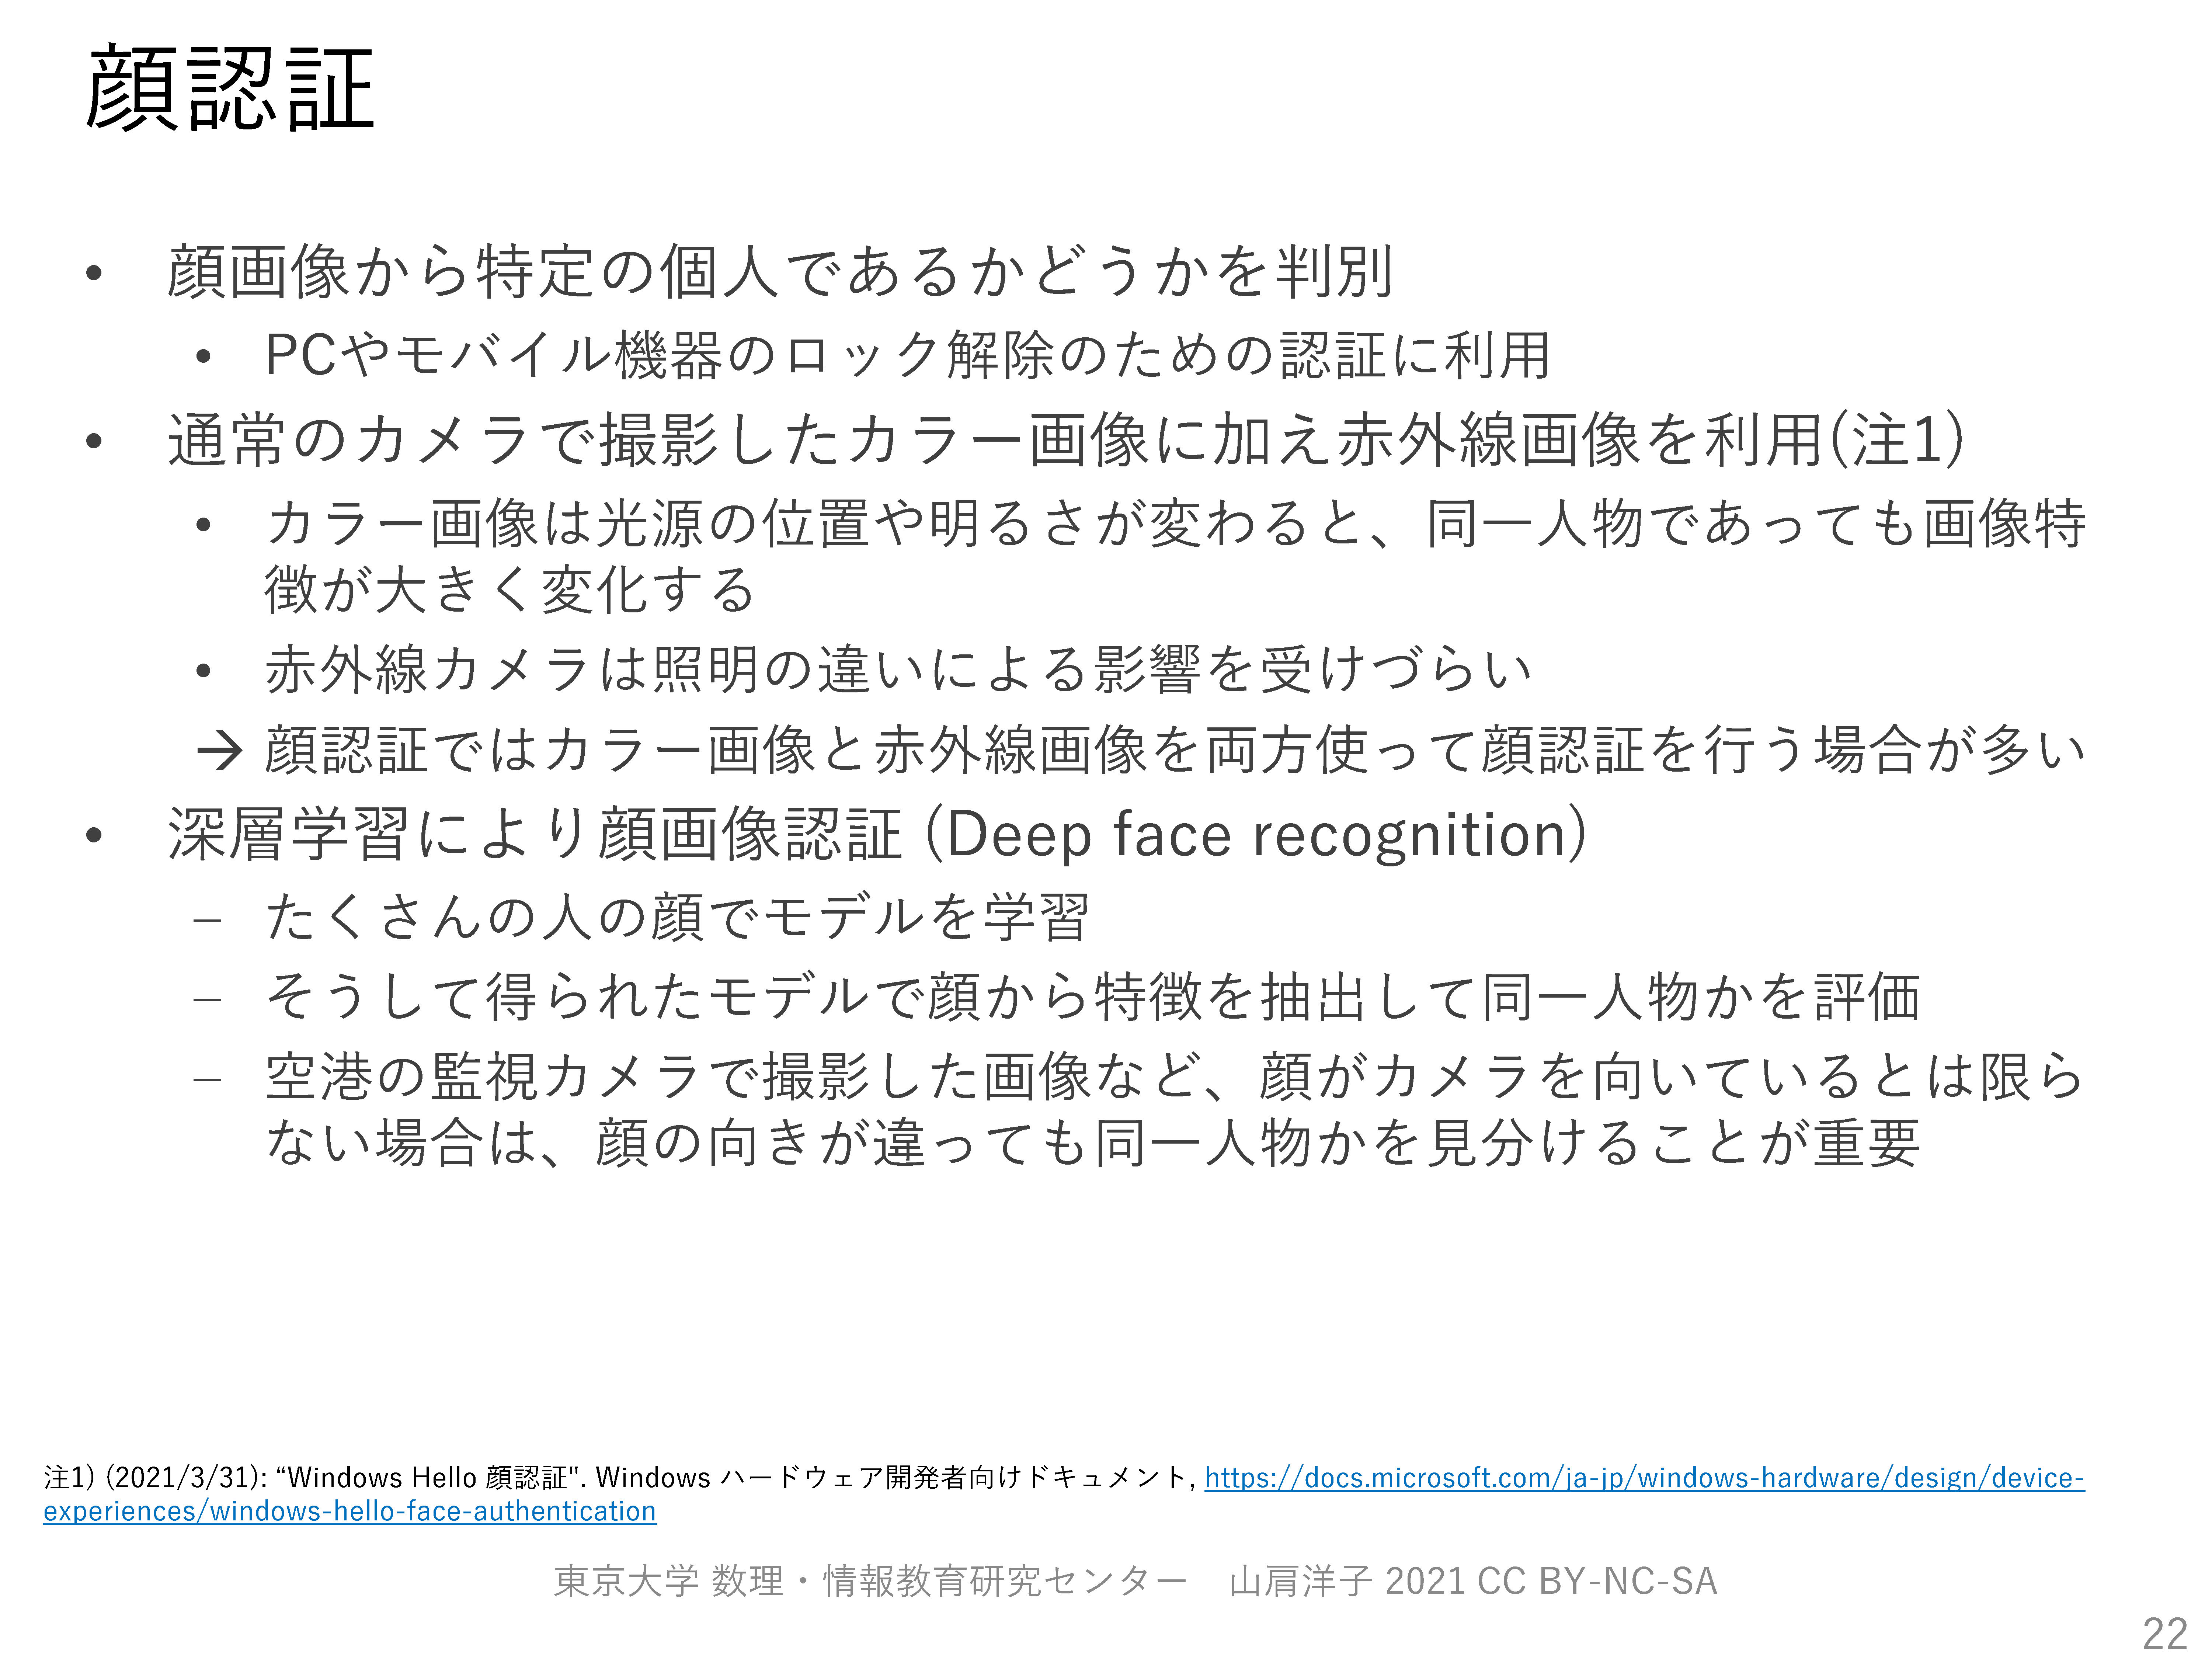 顔認証
• 顔画像から特定の個人であるかどうかを判別
• PCやモバイル機器のロック解除のための認証に利用
• 通常のカメラで撮影したカラー画像に加え赤外線画像を利用(注1)
• カラー画像は光源の位置や明るさが変わると、同一人物であっても画像特
徴が大きく変化する
• 赤外線カメラは照明の違いによる影響を受けづらい
→ 顔認証ではカラー画像と赤外線画像を両方使って顔認証を行う場合が多い
• 深層学習により顔画像認証 (Deep face recognition)
– たくさんの人の顔でモデルを学習
– そうして得られたモデルで顔から特徴を抽出して同一人物かを評価
– 空港の監視カメラで撮影した画像など、顔がカメラを向いているとは限ら
ない場合は、顔の向きが違っても同一人物かを見分けることが重要
注1) (2021/3/31): “Windows Hello 顔認証". Windows ハードウェア開発者向けドキュメント, https://docs.microsoft.com/ja-jp/windows-hardware/design/device-
experiences/windows-hello-face-authentication
東京大学 数理・情報教育研究センター 山肩洋子 2021 CC BY-NC-SA
22